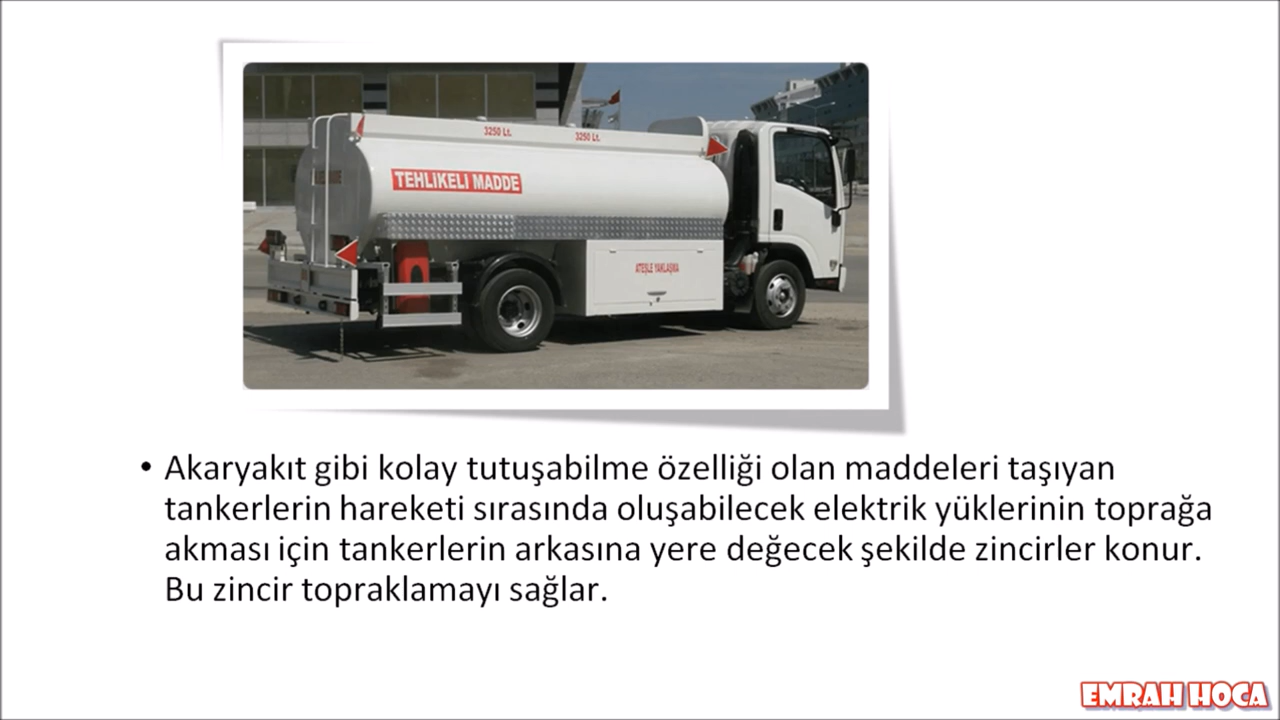 3250 Lt. 3250 Lt.
TEHLİKELİ MADDE
ATEŞLE YAKLAŞMA
• Akaryakıt gibi kolay tutuşabilme özelliği olan maddeleri taşıyan
tankerlerin hareketi sırasında oluşabilecek elektrik yüklerinin toprağa
akması için tankerlerin arkasına yere değecek şekilde zincirler konur.
Bu zincir topraklamayı sağlar.
EMRAH HOCA